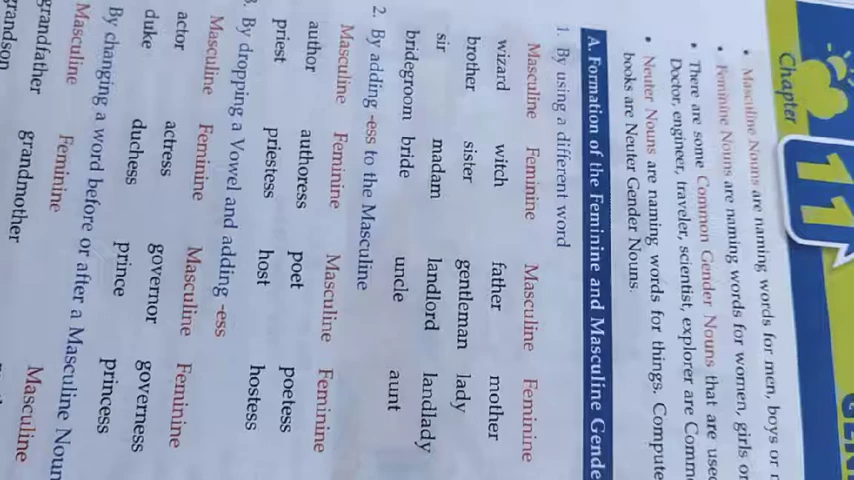 Chapter 11
• Masculine Nouns are naming words for men, boys or
• Feminine Nouns are naming words for women, girls or
• There are some Common Gender Nouns that are used
Doctor, engineer, traveler, scientist, explorer are
• Neuter Nouns are naming words for things.
books are Neuter Gender Nouns.
A. Formation of the Feminine and Masculine
1. By using a different word
Masculine Feminine Masculine Feminine
wizard witch father mother
brother sister gentleman lady
sir madam landlord landlady
bridegroom bride uncle aunt
2. By adding -ess to the Masculine
Masculine Feminine Masculine Feminine
author authoress poet poetess
priest priestess host hostess
3. By dropping a Vowel and adding -ess
Masculine Feminine Masculine Feminine
actor actress governor governess
duke duchess prince princess
By changing a word before or after a Masculine Noun
Masculine Feminine Masculine
grandfather grandmother
grandson